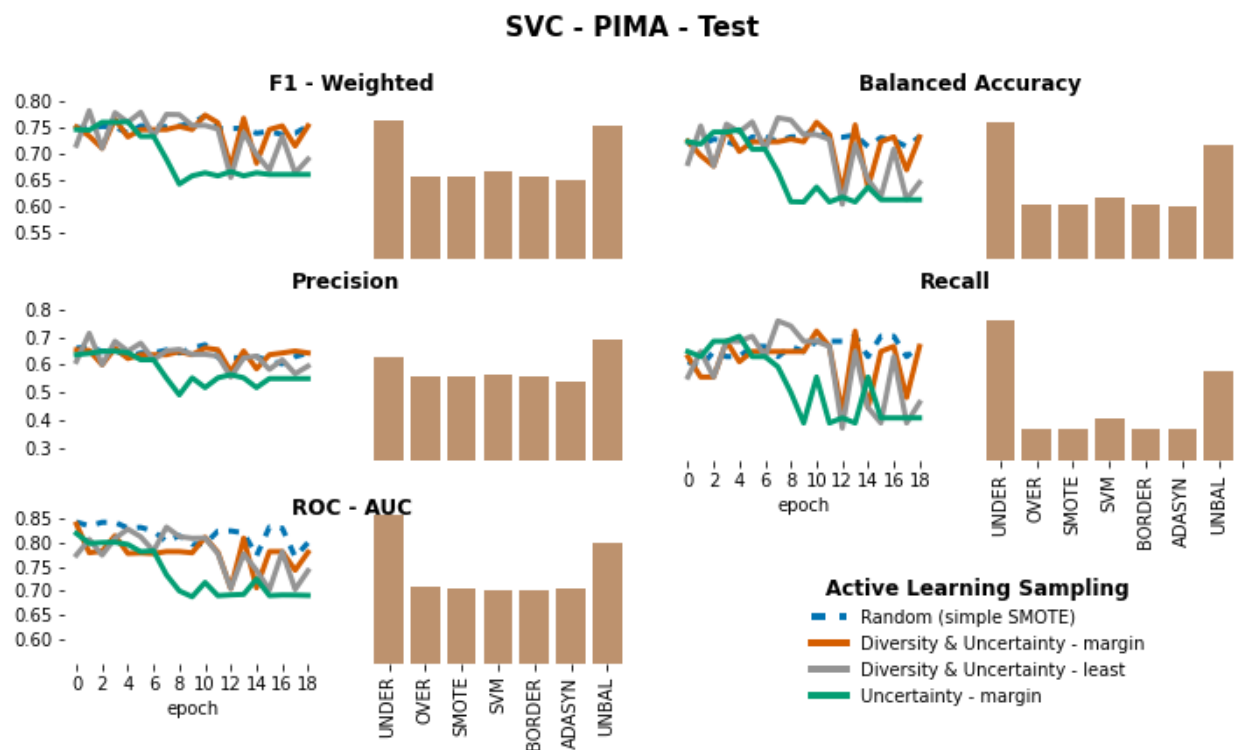 SVC - PIMA - Test
F1 - Weighted
0.80
0.75
0.70
0.65
0.60
0.55
Balanced Accuracy
Precision
0.8
0.7
0.6
0.5
0.4
0.3
Recall
0 2 4 6 8 10 12 14 16 18
epoch
UNDER
OVER
SMOTE
SVM
BORDER
ADASYN
UNBAL
ROC - AUC
0.85
0.80
0.75
0.70
0.65
0.60
0 2 4 6 8 10 12 14 16 18
epoch
UNDER
OVER
SMOTE
SVM
BORDER
ADASYN
UNBAL
Active Learning Sampling
Random (simple SMOTE)
Diversity & Uncertainty - margin
Diversity & Uncertainty - least
Uncertainty - margin